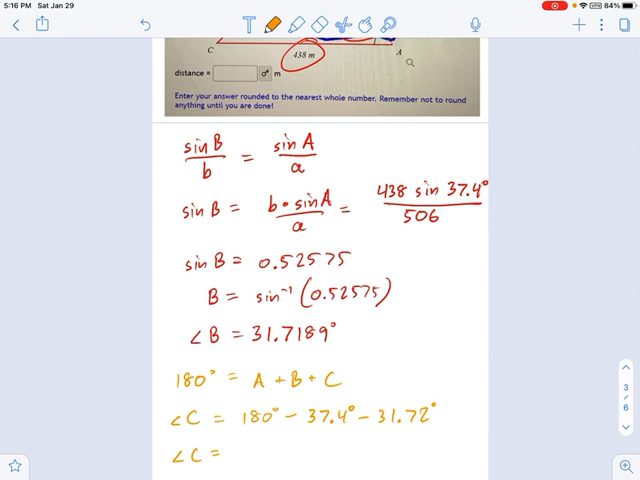 5:16 PM Sat Jan 29
84%
C
438 m
A
distance =
m
Enter your answer rounded to the nearest whole number. Remember not to round
anything until you are done!
sin B / b = sin A / a
sin B = b • sin A / a = 438 sin 37.4° / 506
sin B = 0.52575
B = sin⁻¹ (0.52575)
∠B = 31.7189°
180° = A + B + C
∠C = 180° − 37.4° − 31.72°
∠C =
3 / 6